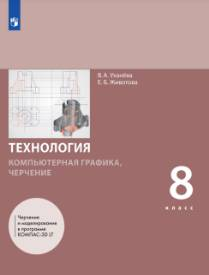 В. А. Уханёва
Е. Б. Животова
ТЕХНОЛОГИЯ
КОМПЬЮТЕРНАЯ ГРАФИКА,
ЧЕРЧЕНИЕ
8
класс
Черчение
и моделирование
в программе
КОМПАС-3D LT